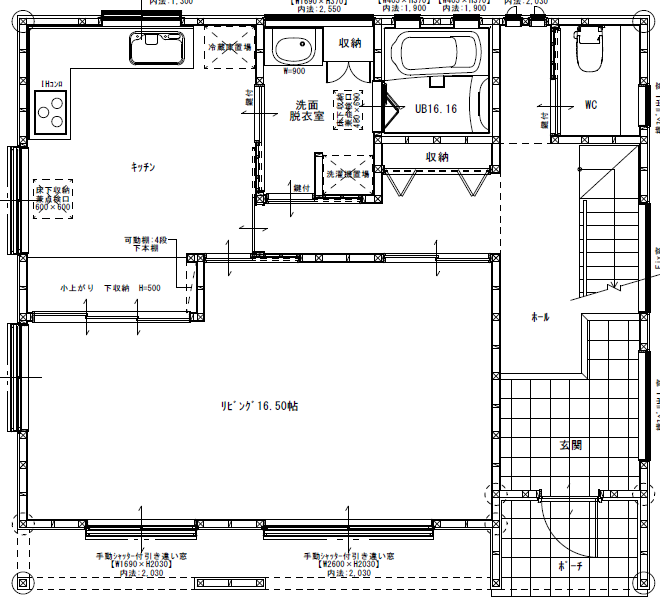 内法:1,300
【W1690×H370】
内法:2,550
内法:1,900
内法:1,900
内法:2,030
冷蔵庫置場
収納
W=900
IHコンロ
鍵付
洗面
脱衣室
床下収納
兼点検口
480×690
UB16.16
鍵付
WC
キッチン
収納
洗濯機置場
床下収納
兼点検口
600×600
鍵付
可動棚:4段
下本棚
小上がり 下収納 H=500
ホール
リビング16.50帖
玄関
手動シャッター付引き違い窓
【W1690×H2030】
内法:2,030
手動シャッター付引き違い窓
【W2600×H2030】
内法:2,030
ポーチ